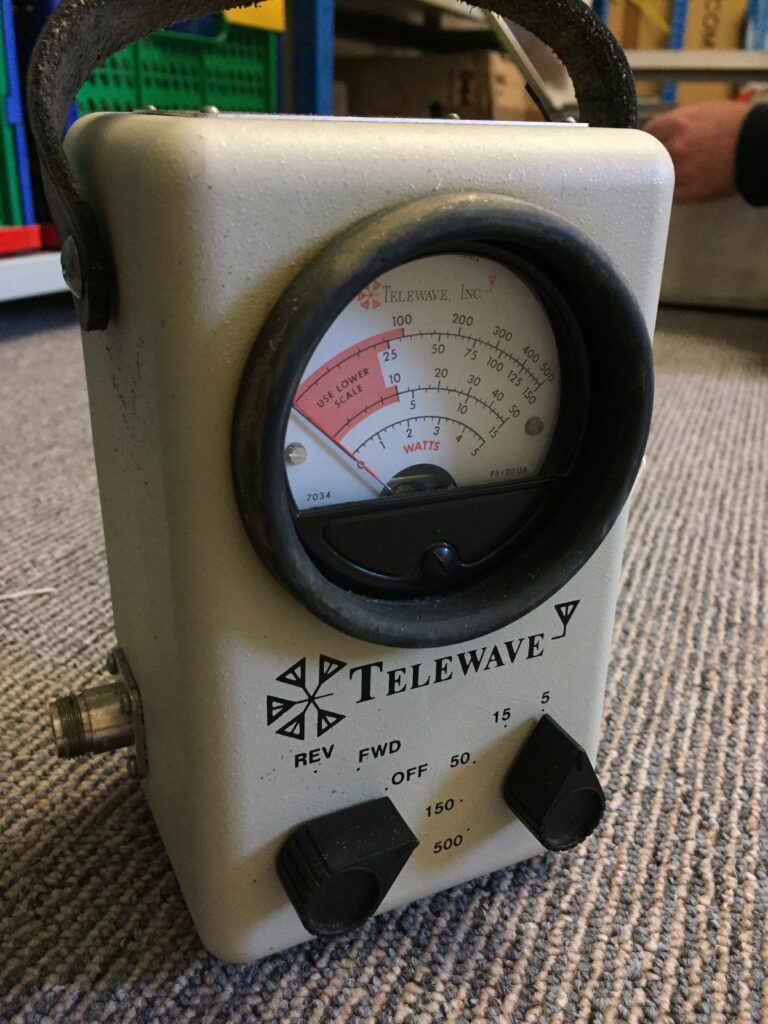 COM
TELEWAVE, INC.
100 200 300 400 500
25 50 75 100 125 150
USE LOWER
SCALE
10 20 30 40 50
5 10 15
0 1 2 3 4 5
WATTS
7034
FS=20 UA
TELEWAVE
REV FWD OFF
5
15
50
150
500